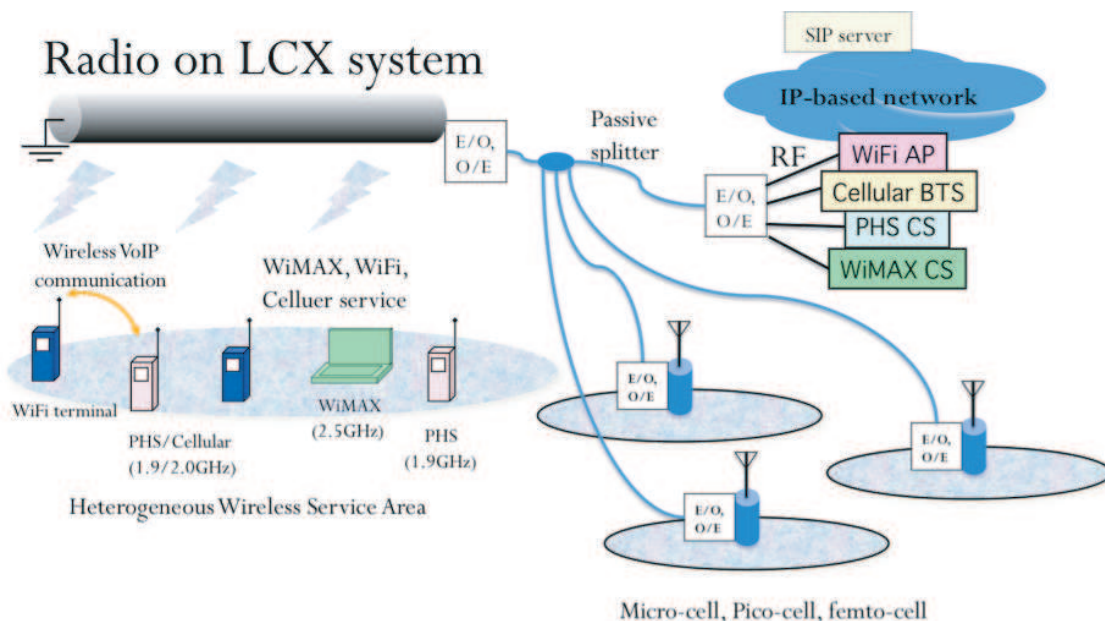 Radio on LCX system
SIP server
IP-based network
E/O,
O/E
Passive
splitter
RF
E/O,
O/E
WiFi AP
Cellular BTS
PHS CS
WiMAX CS
Wireless VoIP
communication
WiMAX, WiFi,
Celluer service
WiFi terminal
PHS/Cellular
(1.9/2.0GHz)
WiMAX
(2.5GHz)
PHS
(1.9GHz)
Heterogeneous Wireless Service Area
E/O,
O/E
E/O,
O/E
E/O,
O/E
Micro-cell, Pico-cell, femto-cell